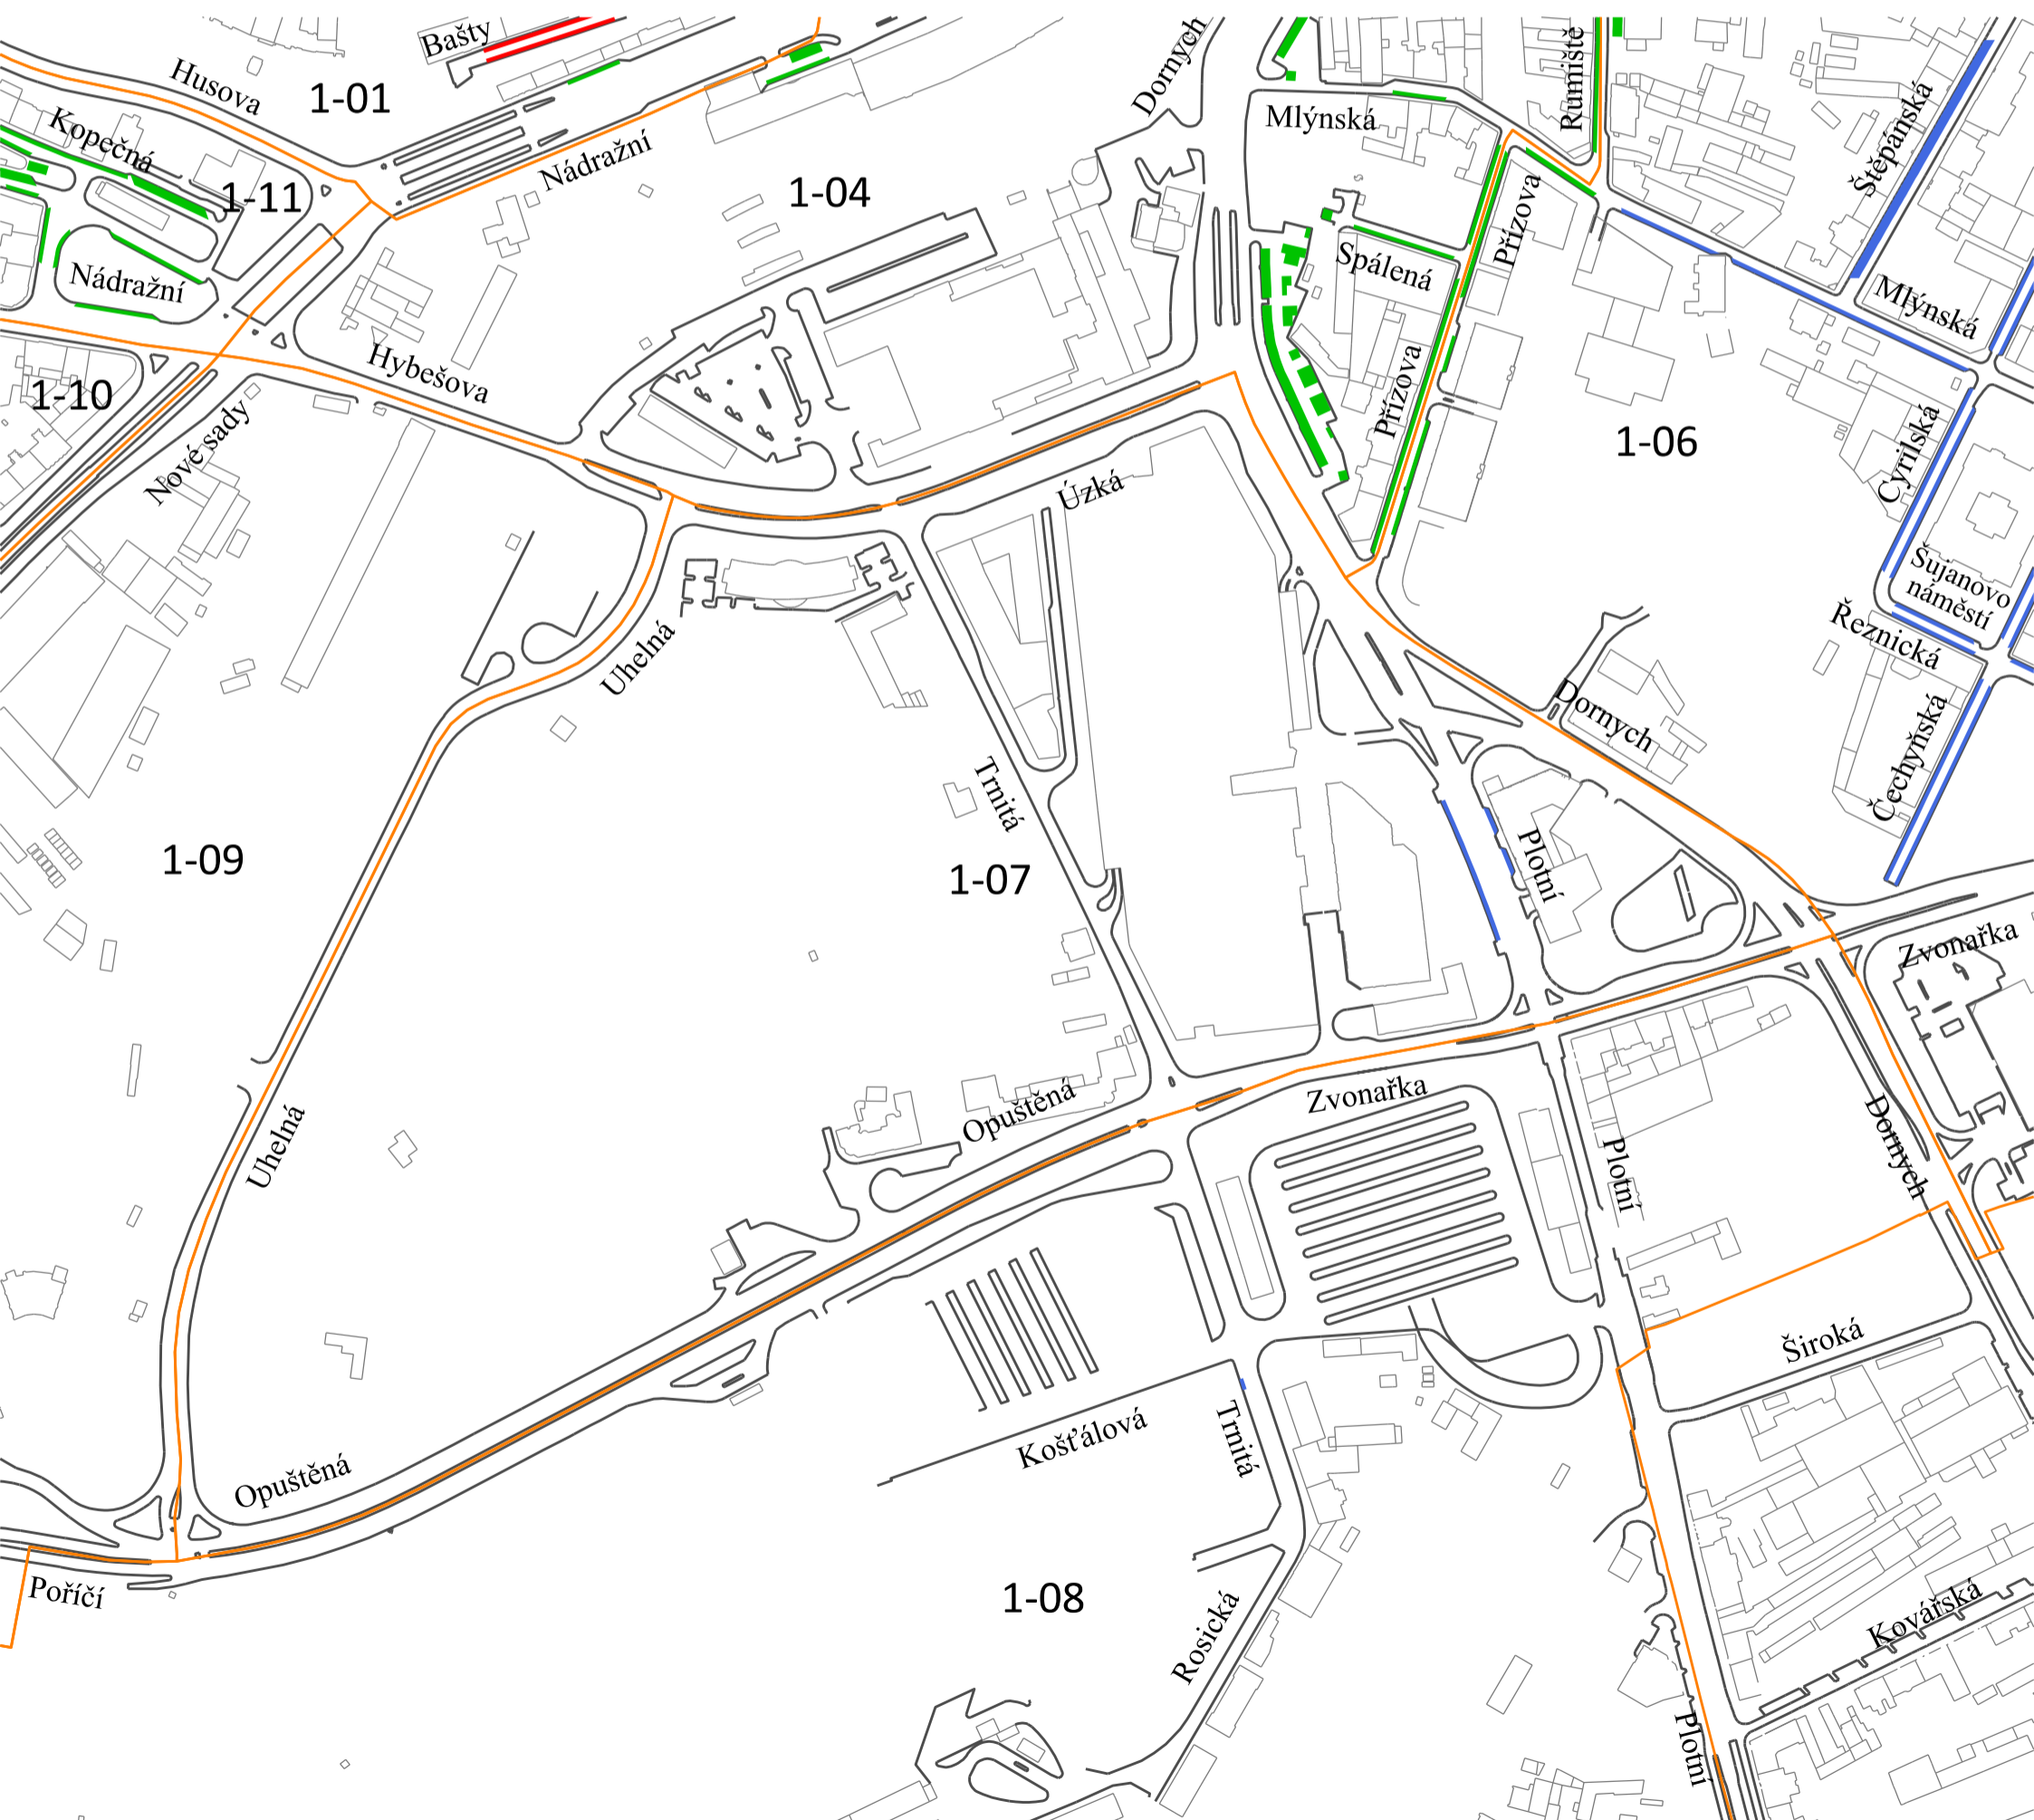 Bašty
Dornych
Rumiště
Husova
1-01
Mlýnská
Štěpánská
Kopečná
Nádražní
1-11
1-04
Přízova
Spálená
Nádražní
Mlýnská
Hybešova
1-10
Přízova
1-06
Nové sady
Cyrilská
Úzká
Šujanovo
náměstí
Řeznická
Uhelná
Dornych
Čechyňská
Trnitá
Plotní
1-09
1-07
Zvonařka
Opuštěná
Zvonařka
Uhelná
Dornych
Plotní
Široká
Košťálová
Trnitá
Opuštěná
Poříčí
1-08
Rosická
Kovářská
Plotní